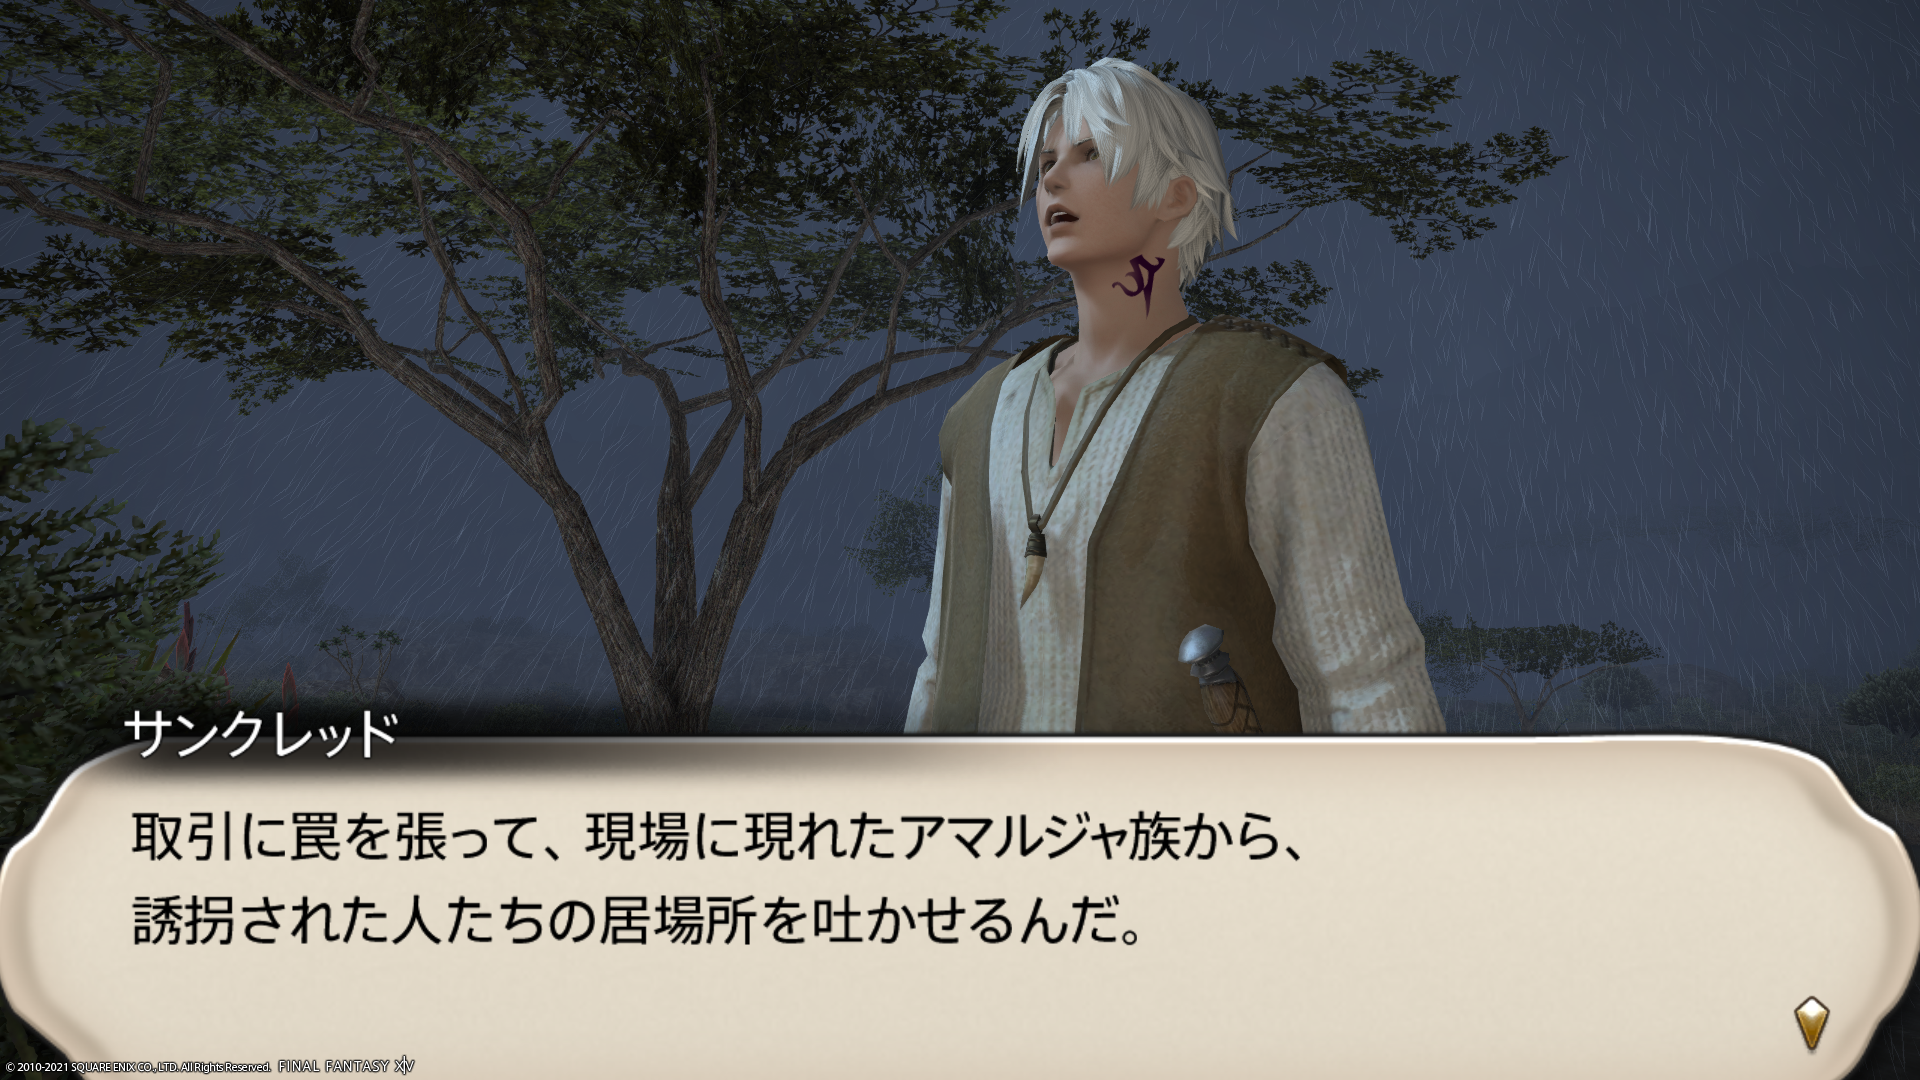 サンクレッド
取引に罠を張って、現場に現れたアマルジャ族から、
誘拐された人たちの居場所を吐かせるんだ。
© 2010-2021 SQUARE ENIX CO., LTD. All Rights Reserved. FINAL FANTASY XIV